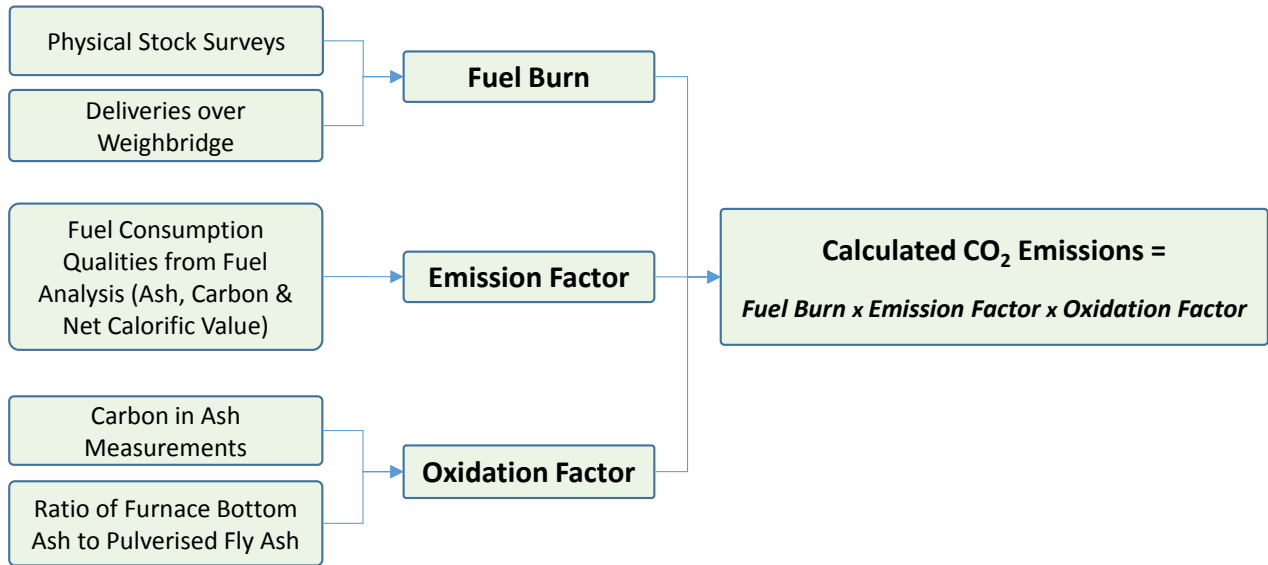 Physical Stock Surveys
Deliveries over
Weighbridge
Fuel Burn
Fuel Consumption
Qualities from Fuel
Analysis (Ash, Carbon &
Net Calorific Value)
Emission Factor
Carbon in Ash
Measurements
Ratio of Furnace Bottom
Ash to Pulverised Fly Ash
Oxidation Factor
Calculated CO₂ Emissions =
Fuel Burn x Emission Factor x Oxidation Factor